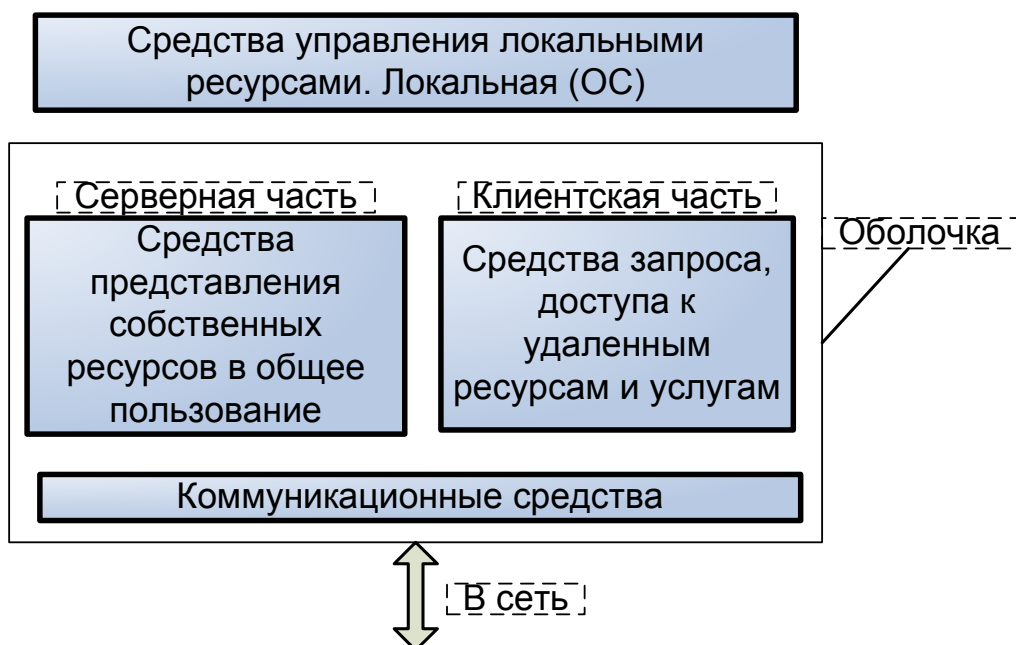 Средства управления локальными
ресурсами. Локальная (ОС)
Серверная часть
Клиентская часть
Оболочка
Средства
представления
собственных
ресурсов в общее
пользование
Средства запроса,
доступа к
удаленным
ресурсам и услугам
Коммуникационные средства
В сеть